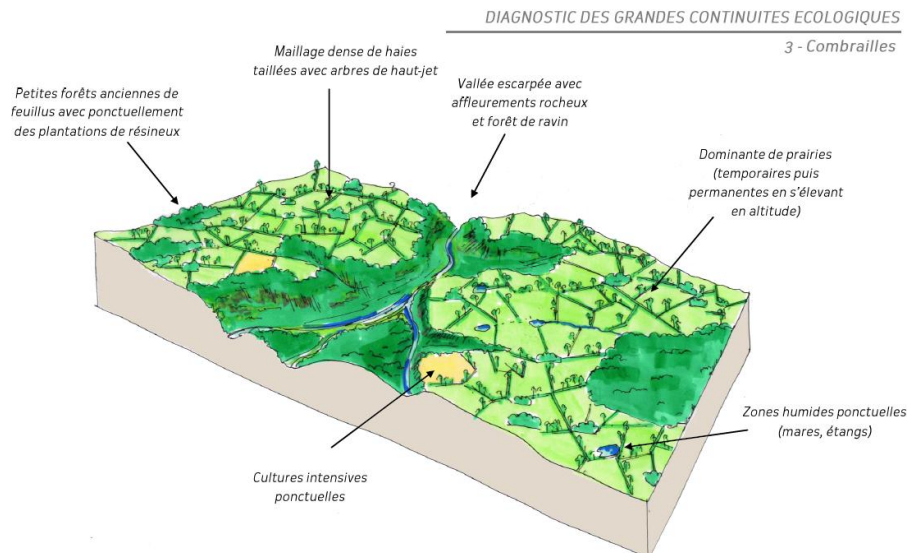 DIAGNOSTIC DES GRANDES CONTINUITES ECOLOGIQUES
3 - Combrailles
Maillage dense de haies
taillées avec arbres de haut-jet
Petites forêts anciennes de
feuillus avec ponctuellement
des plantations de résineux
Vallée escarpée avec
affleurements rocheux
et forêt de ravin
Dominante de prairies
(temporaires puis
permanentes en s'élevant
en altitude)
Zones humides ponctuelles
(mares, étangs)
Cultures intensives
ponctuelles